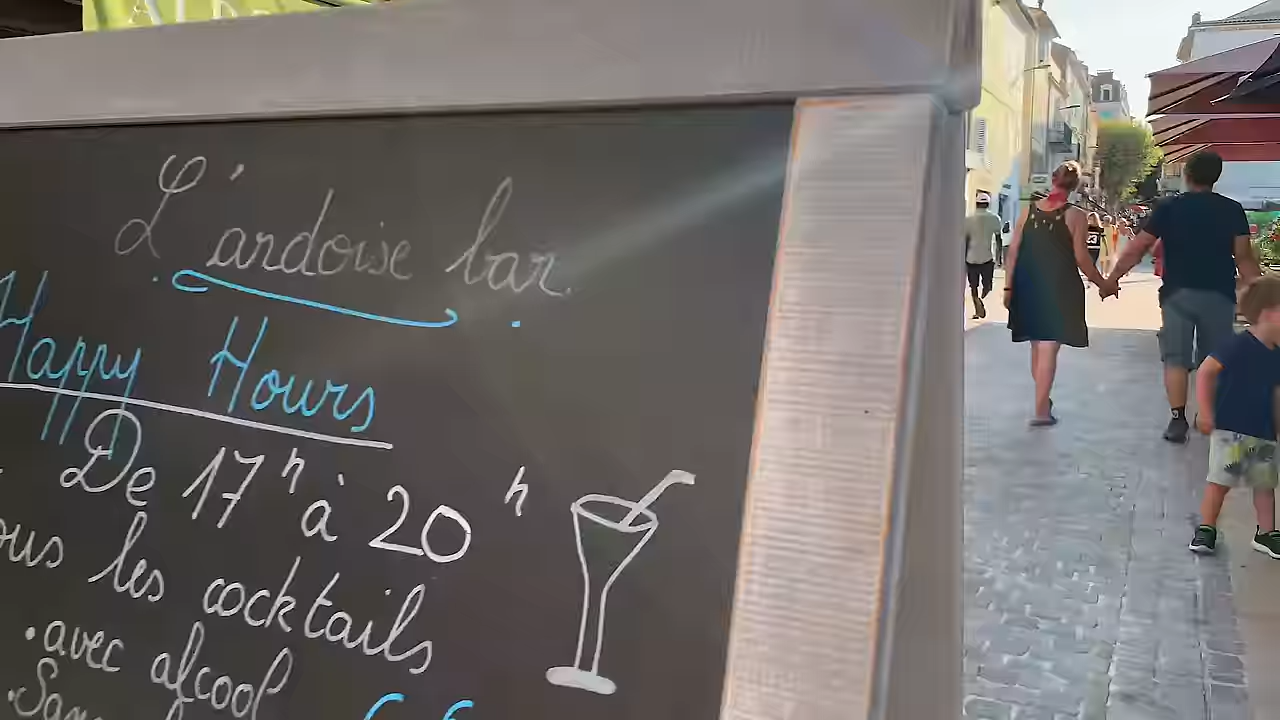 L'ardoise bar
Happy Hours
De 17h à 20h
les cocktails
• avec alcool